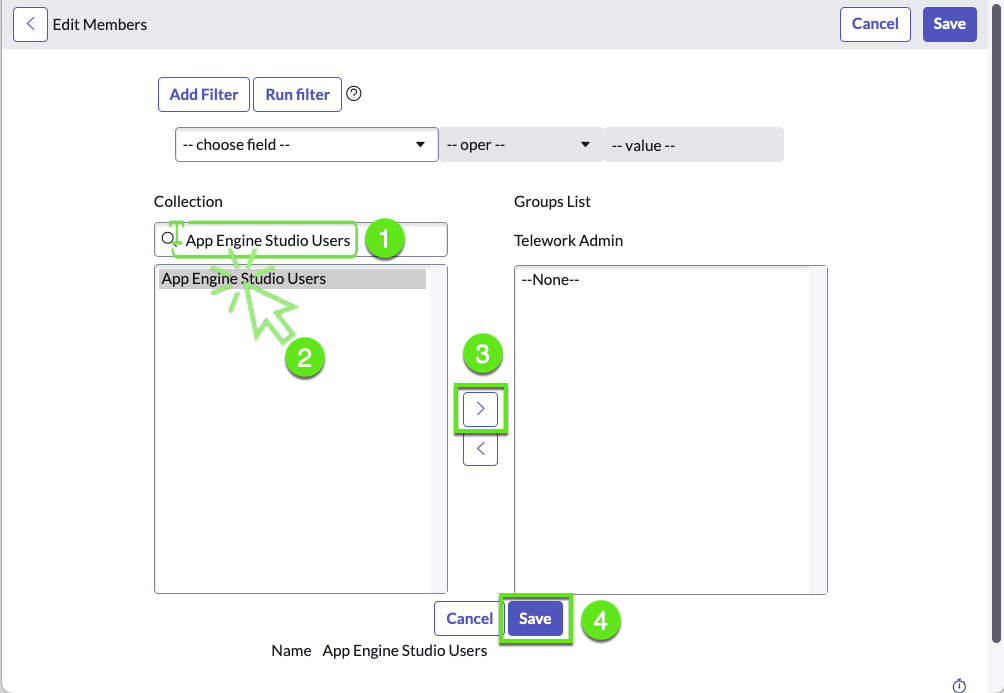 Edit Members
Cancel
Save
Add Filter
Run filter
?
-- choose field --
-- oper --
-- value --
Collection
Groups List
App Engine Studio Users
1
Telework Admin
App Engine Studio Users
--None--
2
3
>
<
Cancel
Save
4
Name App Engine Studio Users